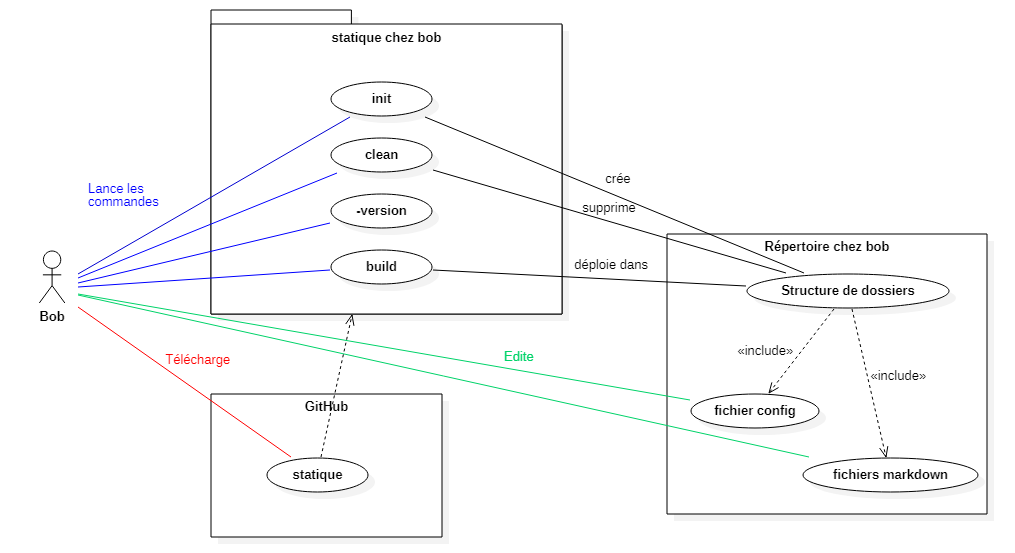 statique chez bob
init
clean
-version
build
Lance les
commandes
Bob
crée
supprime
déploie dans
Répertoire chez bob
Structure de dossiers
«include»
«include»
fichier config
fichiers markdown
Edite
Télécharge
GitHub
statique